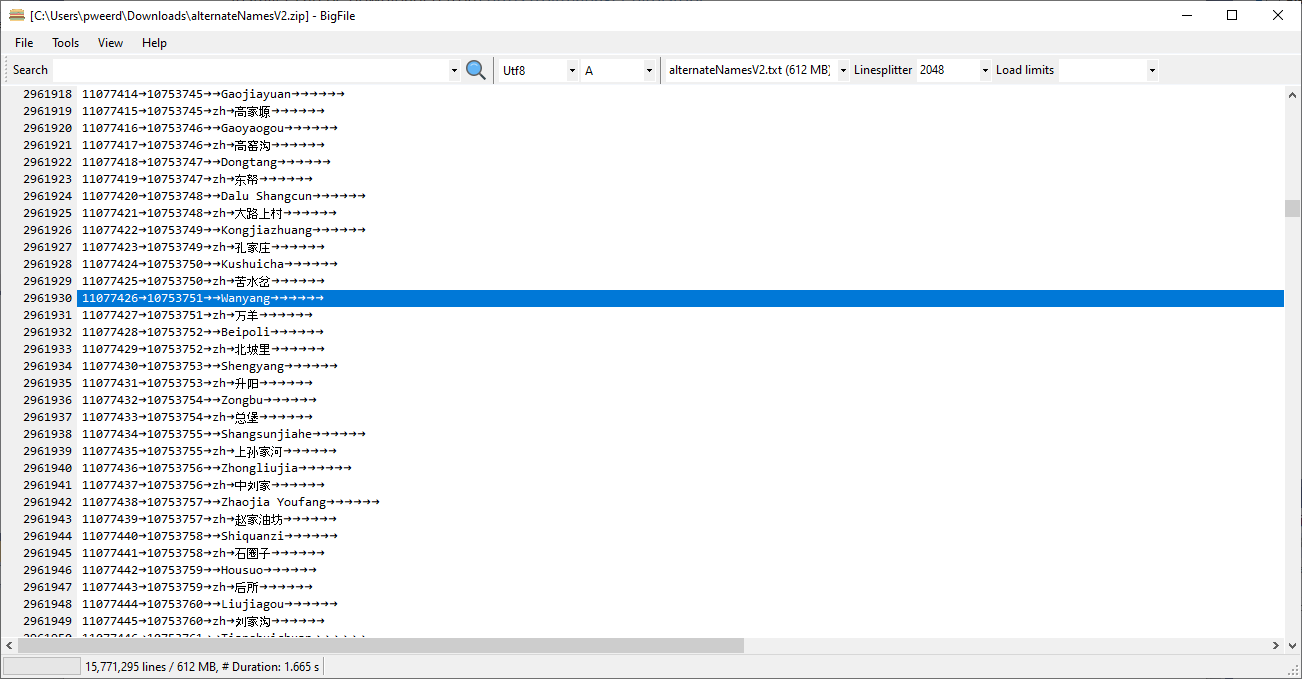 [C:\Users\pweerd\Downloads\alternateNamesV2.zip] - BigFile
File Tools View Help
Search Utf8 A alternateNamesV2.txt (612 MB) Linesplitter 2048 Load limits
2961918 11077414→10753745→→Gaojiayuan→→→→→→
2961919 11077415→10753745→zh→高家塬→→→→→→
2961920 11077416→10753746→→Gaoyaogou→→→→→→
2961921 11077417→10753746→zh→高窑沟→→→→→→
2961922 11077418→10753747→→Dongtang→→→→→→
2961923 11077419→10753747→zh→东帑→→→→→→
2961924 11077420→10753748→→Dalu Shangcun→→→→→→
2961925 11077421→10753748→zh→大路上村→→→→→→
2961926 11077422→10753749→→Kongjiazhuang→→→→→→
2961927 11077423→10753749→zh→孔家庄→→→→→→
2961928 11077424→10753750→→Kushuicha→→→→→→
2961929 11077425→10753750→zh→苦水岔→→→→→→
2961930 11077426→10753751→→Wanyang→→→→→→
2961931 11077427→10753751→zh→万羊→→→→→→
2961932 11077428→10753752→→Beipoli→→→→→→
2961933 11077429→10753752→zh→北坡里→→→→→→
2961934 11077430→10753753→→Shengyang→→→→→→
2961935 11077431→10753753→zh→升阳→→→→→→
2961936 11077432→10753754→→Zongbu→→→→→→
2961937 11077433→10753754→zh→总堡→→→→→→
2961938 11077434→10753755→→Shangsunjiahe→→→→→→
2961939 11077435→10753755→zh→上孙家河→→→→→→
2961940 11077436→10753756→→Zhongliujia→→→→→→
2961941 11077437→10753756→zh→中刘家→→→→→→
2961942 11077438→10753757→→Zhaojia Youfang→→→→→→
2961943 11077439→10753757→zh→赵家油坊→→→→→→
2961944 11077440→10753758→→Shiquanzi→→→→→→
2961945 11077441→10753758→zh→石圈子→→→→→→
2961946 11077442→10753759→→Housuo→→→→→→
2961947 11077443→10753759→zh→后所→→→→→→
2961948 11077444→10753760→→Liujiagou→→→→→→
2961949 11077445→10753760→zh→刘家沟→→→→→→
2961950 11077446→10753761→→Tianshuichuan→→→→→→
15,771,295 lines / 612 MB, # Duration: 1.665 s